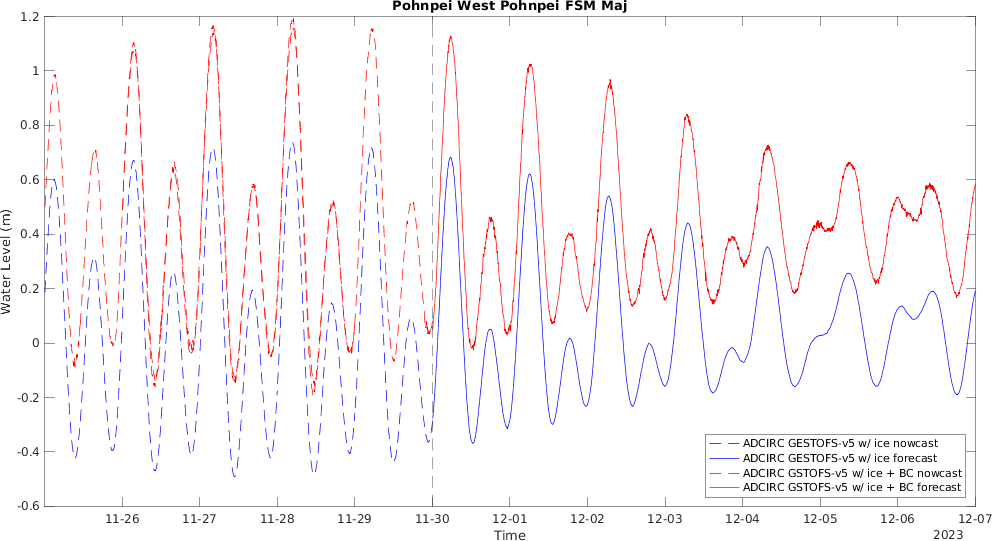 Pohnpei West Pohnpei FSM Maj
Water Level (m)
1.2
1
0.8
0.6
0.4
0.2
0
-0.2
-0.4
-0.6
11-26 11-27 11-28 11-29 11-30 12-01 12-02 12-03 12-04 12-05 12-06 12-07
Time
2023
ADCIRC GESTOFS-v5 w/ ice nowcast
ADCIRC GESTOFS-v5 w/ ice forecast
ADCIRC GSTOFS-v5 w/ ice + BC nowcast
ADCIRC GSTOFS-v5 w/ ice + BC forecast